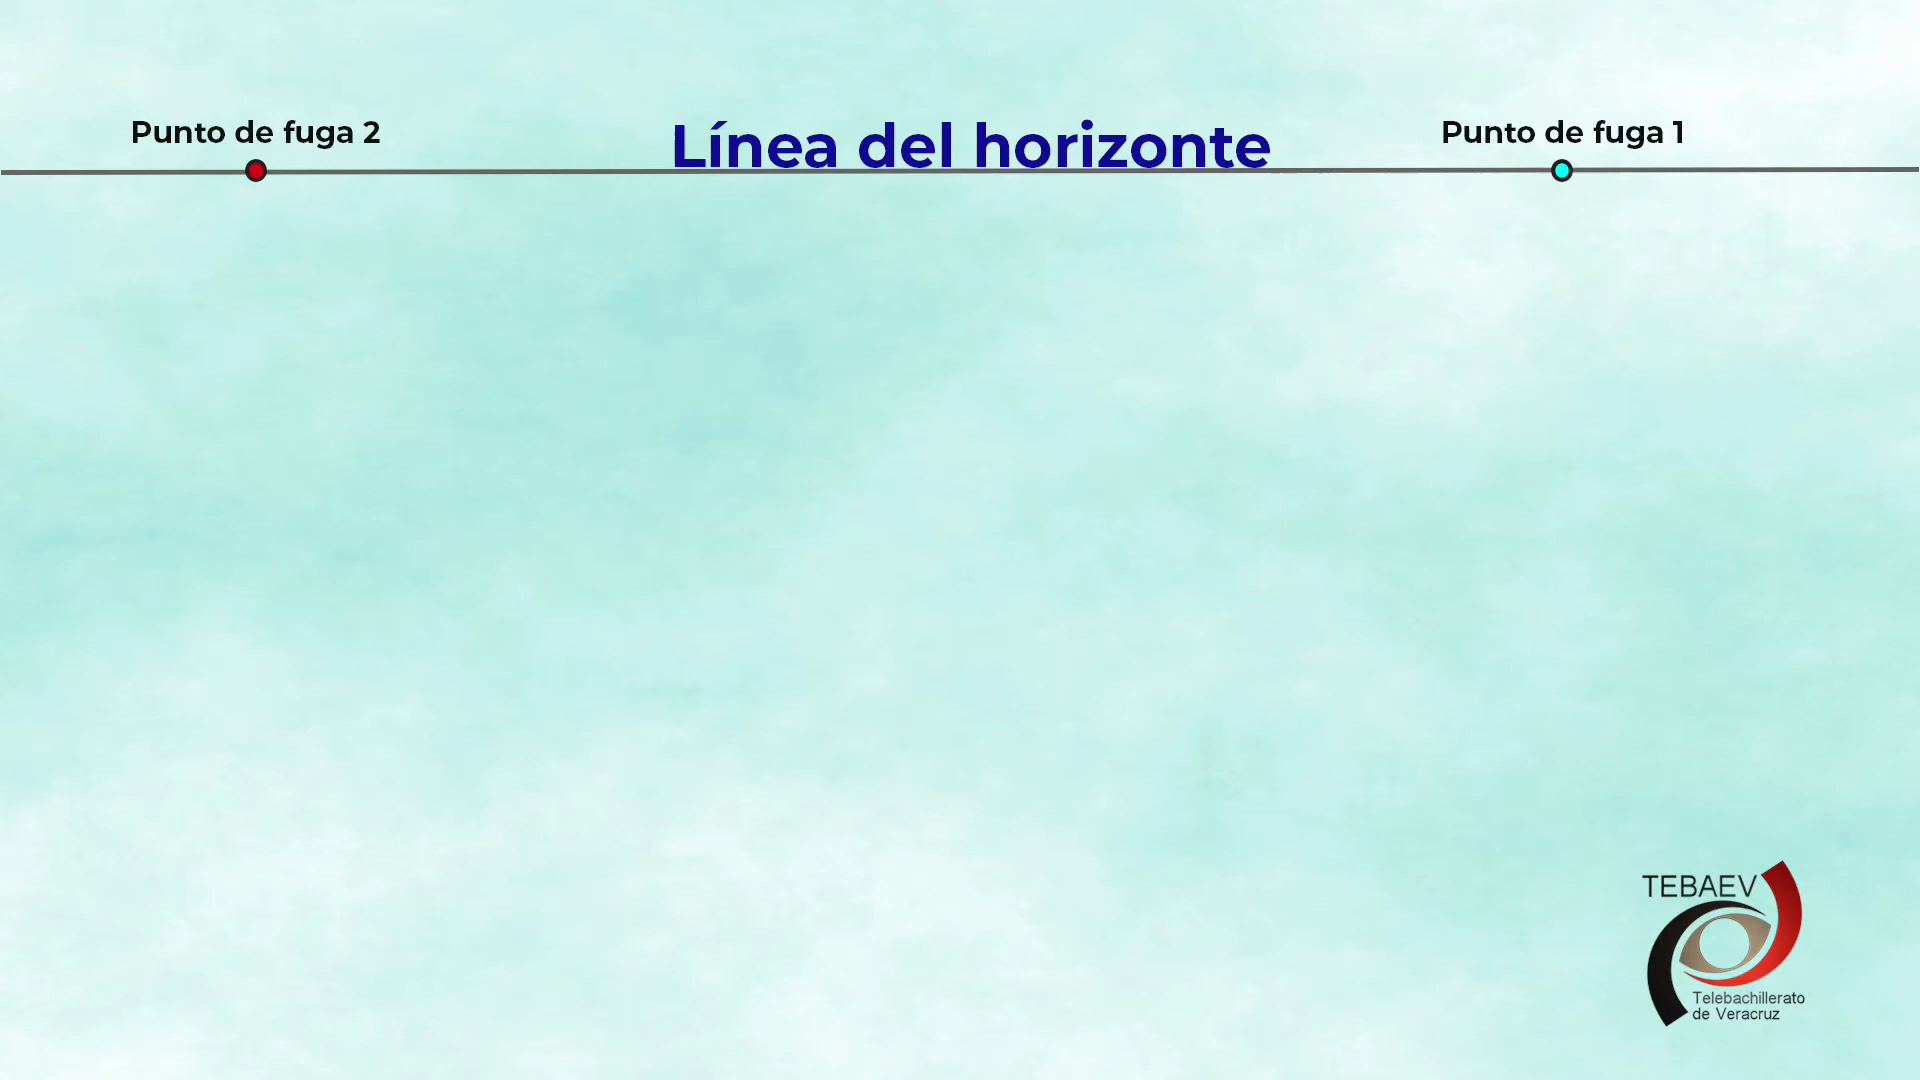 Punto de fuga 2
Línea del horizonte
Punto de fuga 1
TEBAEV
Telebachillerato
de Veracruz